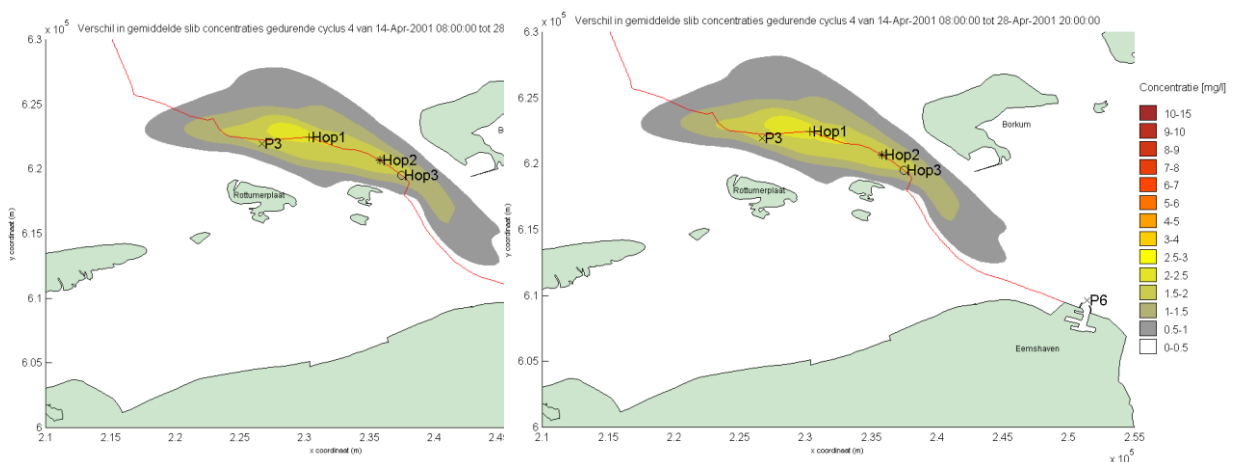 x 10⁵ Verschil in gemiddelde slib concentraties gedurende cyclus 4 van 14-Apr-2001 08:00:00 tot 28
6.3
6.25
6.2
6.15
6.1
6.05
6
y coordinaat (m)
2.1 2.15 2.2 2.25 2.3 2.35 2.4 2.45
x coordinaat (m)
P3
Hop1
Hop2
Hop3
Rottumerplaat
x 10⁵ Verschil in gemiddelde slib concentraties gedurende cyclus 4 van 14-Apr-2001 08:00:00 tot 28-Apr-2001 20:00:00
6.3
6.25
6.2
6.15
6.1
6.05
6
y coordinaat (m)
2.1 2.15 2.2 2.25 2.3 2.35 2.4 2.45 2.5 2.55
x coordinaat (m)
x 10⁵
P3
Hop1
Hop2
Hop3
Borkum
Rottumerplaat
P6
Eemshaven
Concentratie [mg/l]
10-15
9-10
8-9
7-8
6-7
5-6
4-5
3-4
2.5-3
2-2.5
1.5-2
1-1.5
0.5-1
0-0.5